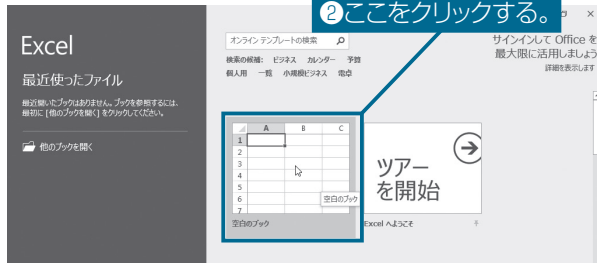 ❷ここをクリックする。
Excel
最近使ったファイル
最近開いたブックはありません。ブックを参照するには、
最初に [他のブックを開く] をクリックしてください。
他のブックを開く
オンライン テンプレートの検索
検索の候補: ビジネス カレンダー 予算
個人用 一覧 小規模ビジネス 電卓
サインインして Office を
最大限に活用しましょう
詳細を表示します
A B C
1
2
3
4
5
6
7
空白のブック
空白のブック
ツアー
を開始
Excel へようこそ